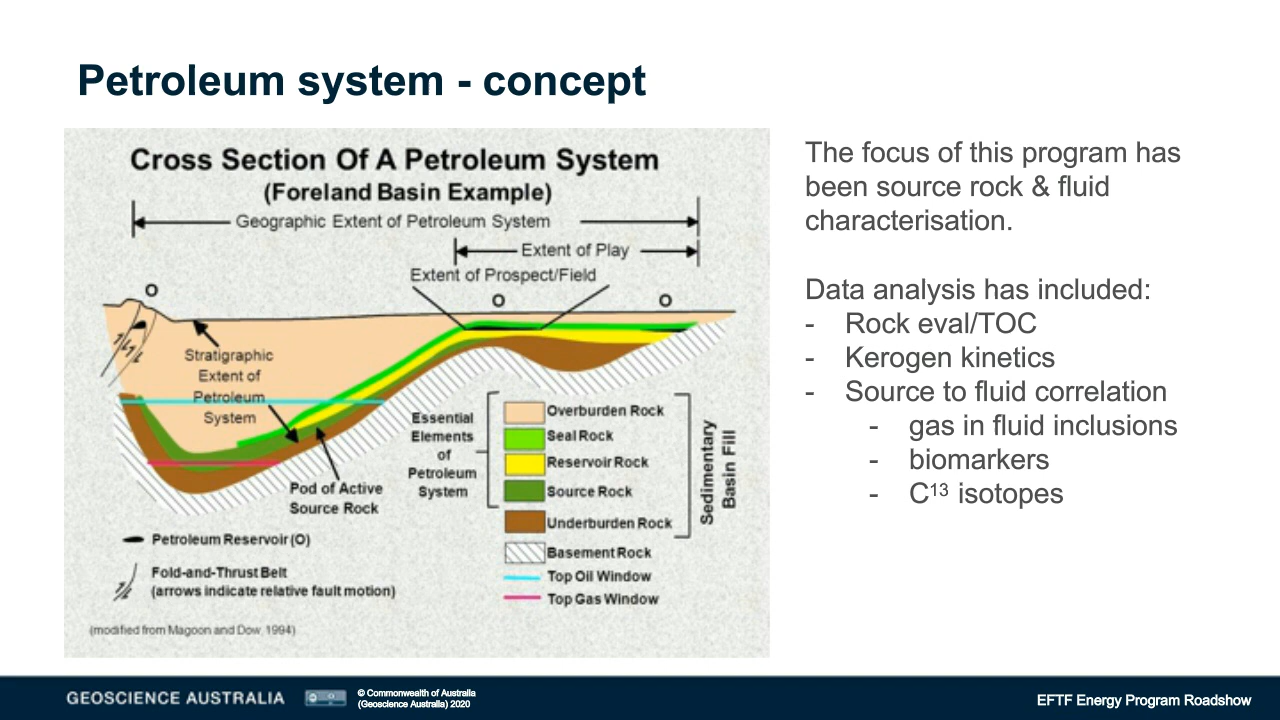 Petroleum system - concept
Cross Section Of A Petroleum System
(Foreland Basin Example)
Geographic Extent of Petroleum System
Extent of Play
Extent of Prospect/Field
O
O
O
Stratigraphic
Extent of
Petroleum
System
Pod of Active
Source Rock
Essential
Elements
of
Petroleum
System
Overburden Rock
Seal Rock
Reservoir Rock
Source Rock
Underburden Rock
Basement Rock
Top Oil Window
Top Gas Window
Sedimentary
Basin Fill
Petroleum Reservoir (O)
Fold-and-Thrust Belt
(arrows indicate relative fault motion)
(modified from Magoon and Dow, 1994)
The focus of this program has
been source rock & fluid
characterisation.
Data analysis has included:
- Rock eval/TOC
- Kerogen kinetics
- Source to fluid correlation
- gas in fluid inclusions
- biomarkers
- C¹³ isotopes
GEOSCIENCE AUSTRALIA
© Commonwealth of Australia
(Geoscience Australia) 2020
EFTF Energy Program Roadshow